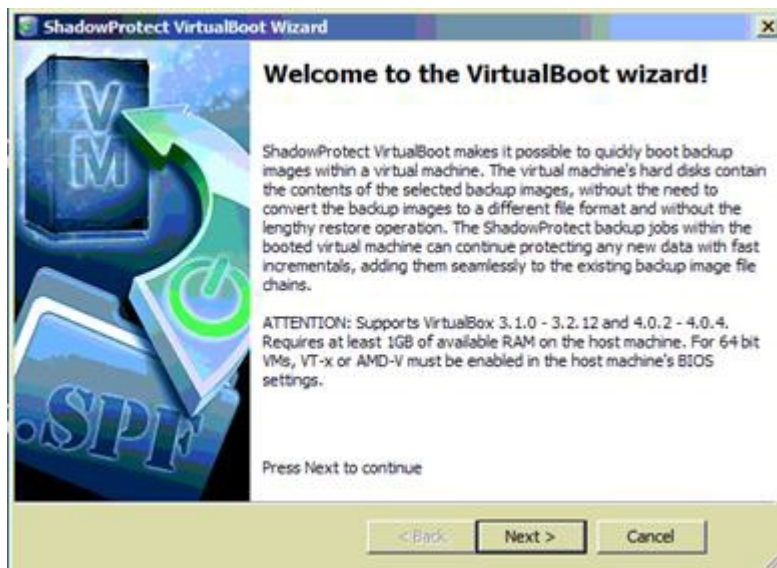 ShadowProtect VirtualBoot Wizard
Welcome to the VirtualBoot wizard!
VM
ShadowProtect VirtualBoot makes it possible to quickly boot backup
images within a virtual machine. The virtual machine's hard disks contain
the contents of the selected backup images, without the need to
convert the backup images to a different file format and without the
lengthy restore operation. The ShadowProtect backup jobs within the
booted virtual machine can continue protecting any new data with fast
incrementals, adding them seamlessly to the existing backup image file
chains.
ATTENTION: Supports VirtualBox 3.1.0 - 3.2.12 and 4.0.2 - 4.0.4.
Requires at least 1GB of available RAM on the host machine. For 64 bit
VMs, VT-x or AMD-V must be enabled in the host machine's BIOS
settings.
.SPF
Press Next to continue
< Back Next > Cancel